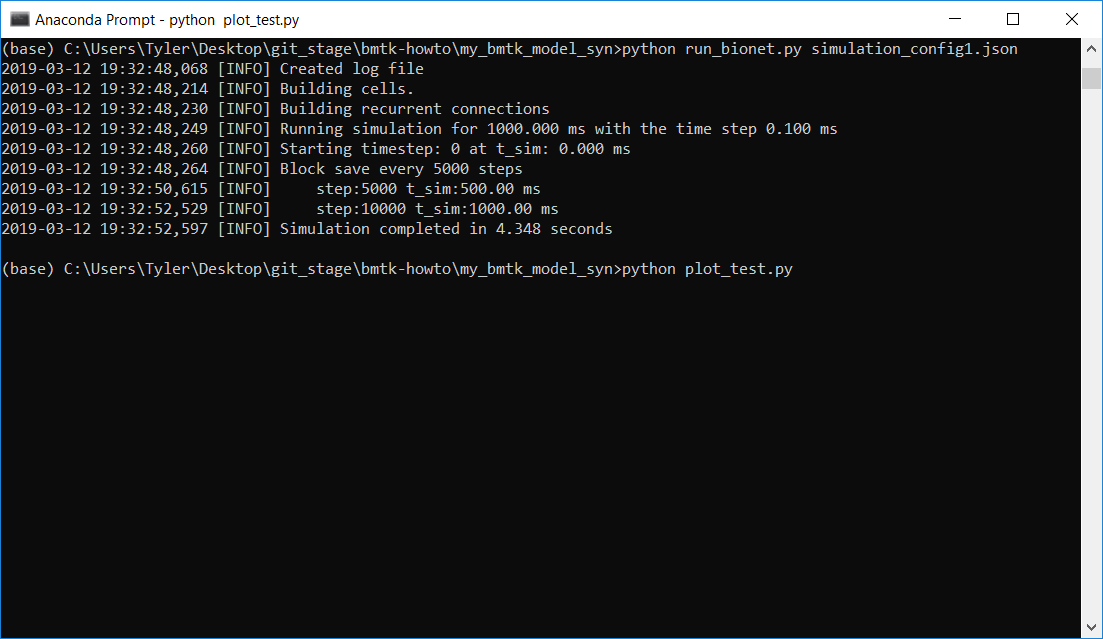 Anaconda Prompt - python  plot_test.py
(base) C:\Users\Tyler\Desktop\git_stage\bmtk-howto\my_bmtk_model_syn>python run_bionet.py simulation_config1.json
2019-03-12 19:32:48,068 [INFO] Created log file
2019-03-12 19:32:48,214 [INFO] Building cells.
2019-03-12 19:32:48,230 [INFO] Building recurrent connections
2019-03-12 19:32:48,249 [INFO] Running simulation for 1000.000 ms with the time step 0.100 ms
2019-03-12 19:32:48,260 [INFO] Starting timestep: 0 at t_sim: 0.000 ms
2019-03-12 19:32:48,264 [INFO] Block save every 5000 steps
2019-03-12 19:32:50,615 [INFO]     step:5000 t_sim:500.00 ms
2019-03-12 19:32:52,529 [INFO]     step:10000 t_sim:1000.00 ms
2019-03-12 19:32:52,597 [INFO] Simulation completed in 4.348 seconds
(base) C:\Users\Tyler\Desktop\git_stage\bmtk-howto\my_bmtk_model_syn>python plot_test.py